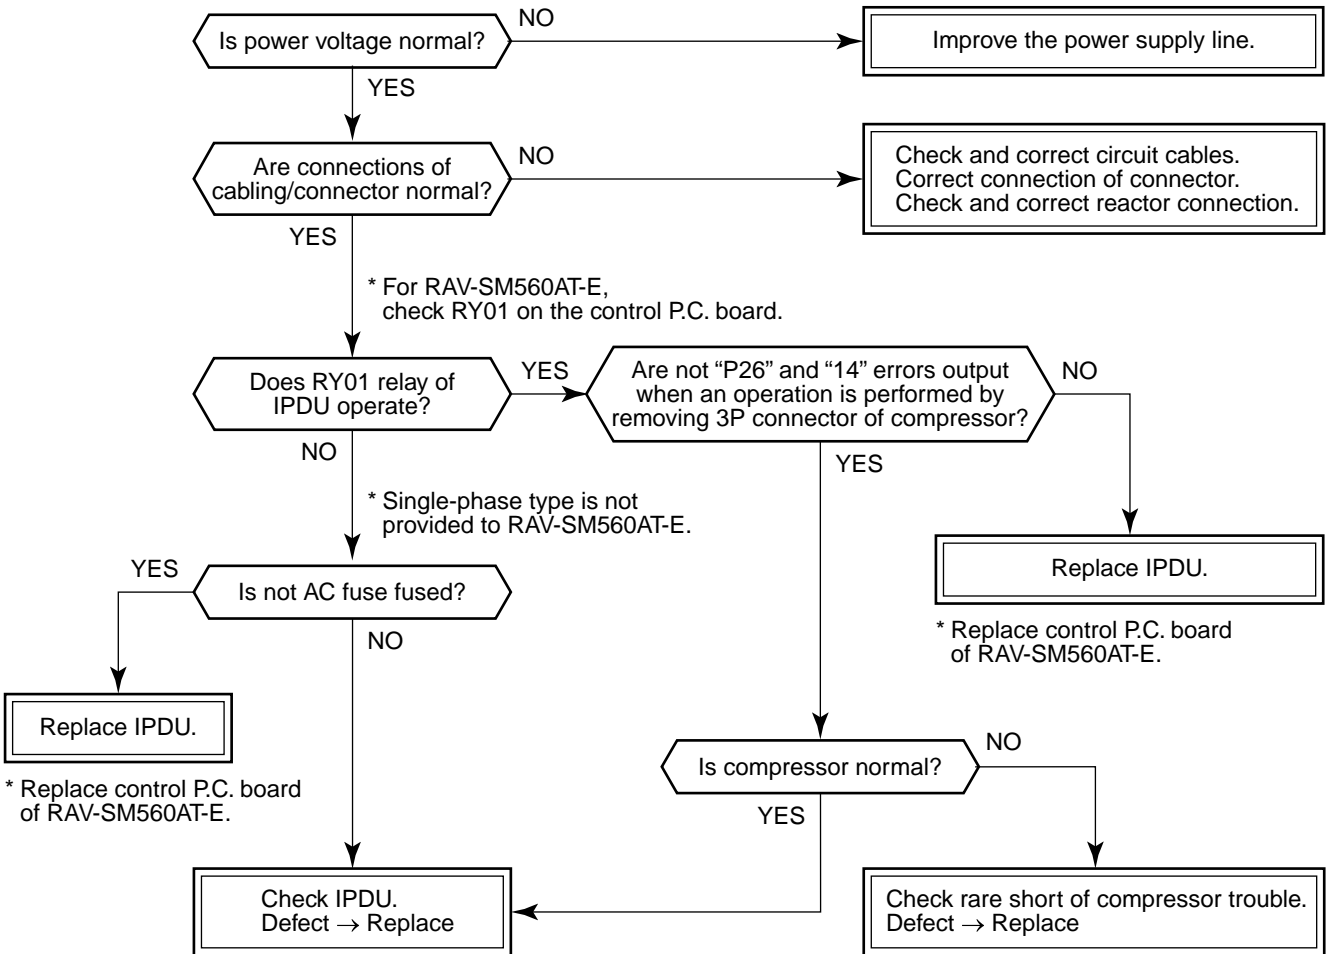 Is power voltage normal?
NO
Improve the power supply line.
YES
Are connections of
cabling/connector normal?
NO
Check and correct circuit cables.
Correct connection of connector.
Check and correct reactor connection.
YES
* For RAV-SM560AT-E,
check RY01 on the control P.C. board.
Does RY01 relay of
IPDU operate?
YES
Are not “P26” and “14” errors output
when an operation is performed by
removing 3P connector of compressor?
NO
NO
YES
* Single-phase type is not
provided to RAV-SM560AT-E.
Replace IPDU.
* Replace control P.C. board
of RAV-SM560AT-E.
YES
Is not AC fuse fused?
NO
Replace IPDU.
* Replace control P.C. board
of RAV-SM560AT-E.
Is compressor normal?
NO
YES
Check IPDU.
Defect → Replace
Check rare short of compressor trouble.
Defect → Replace